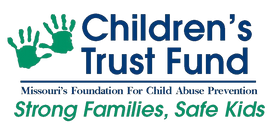 Children's
Trust Fund
Missouri's Foundation For Child Abuse Prevention
Strong Families, Safe Kids